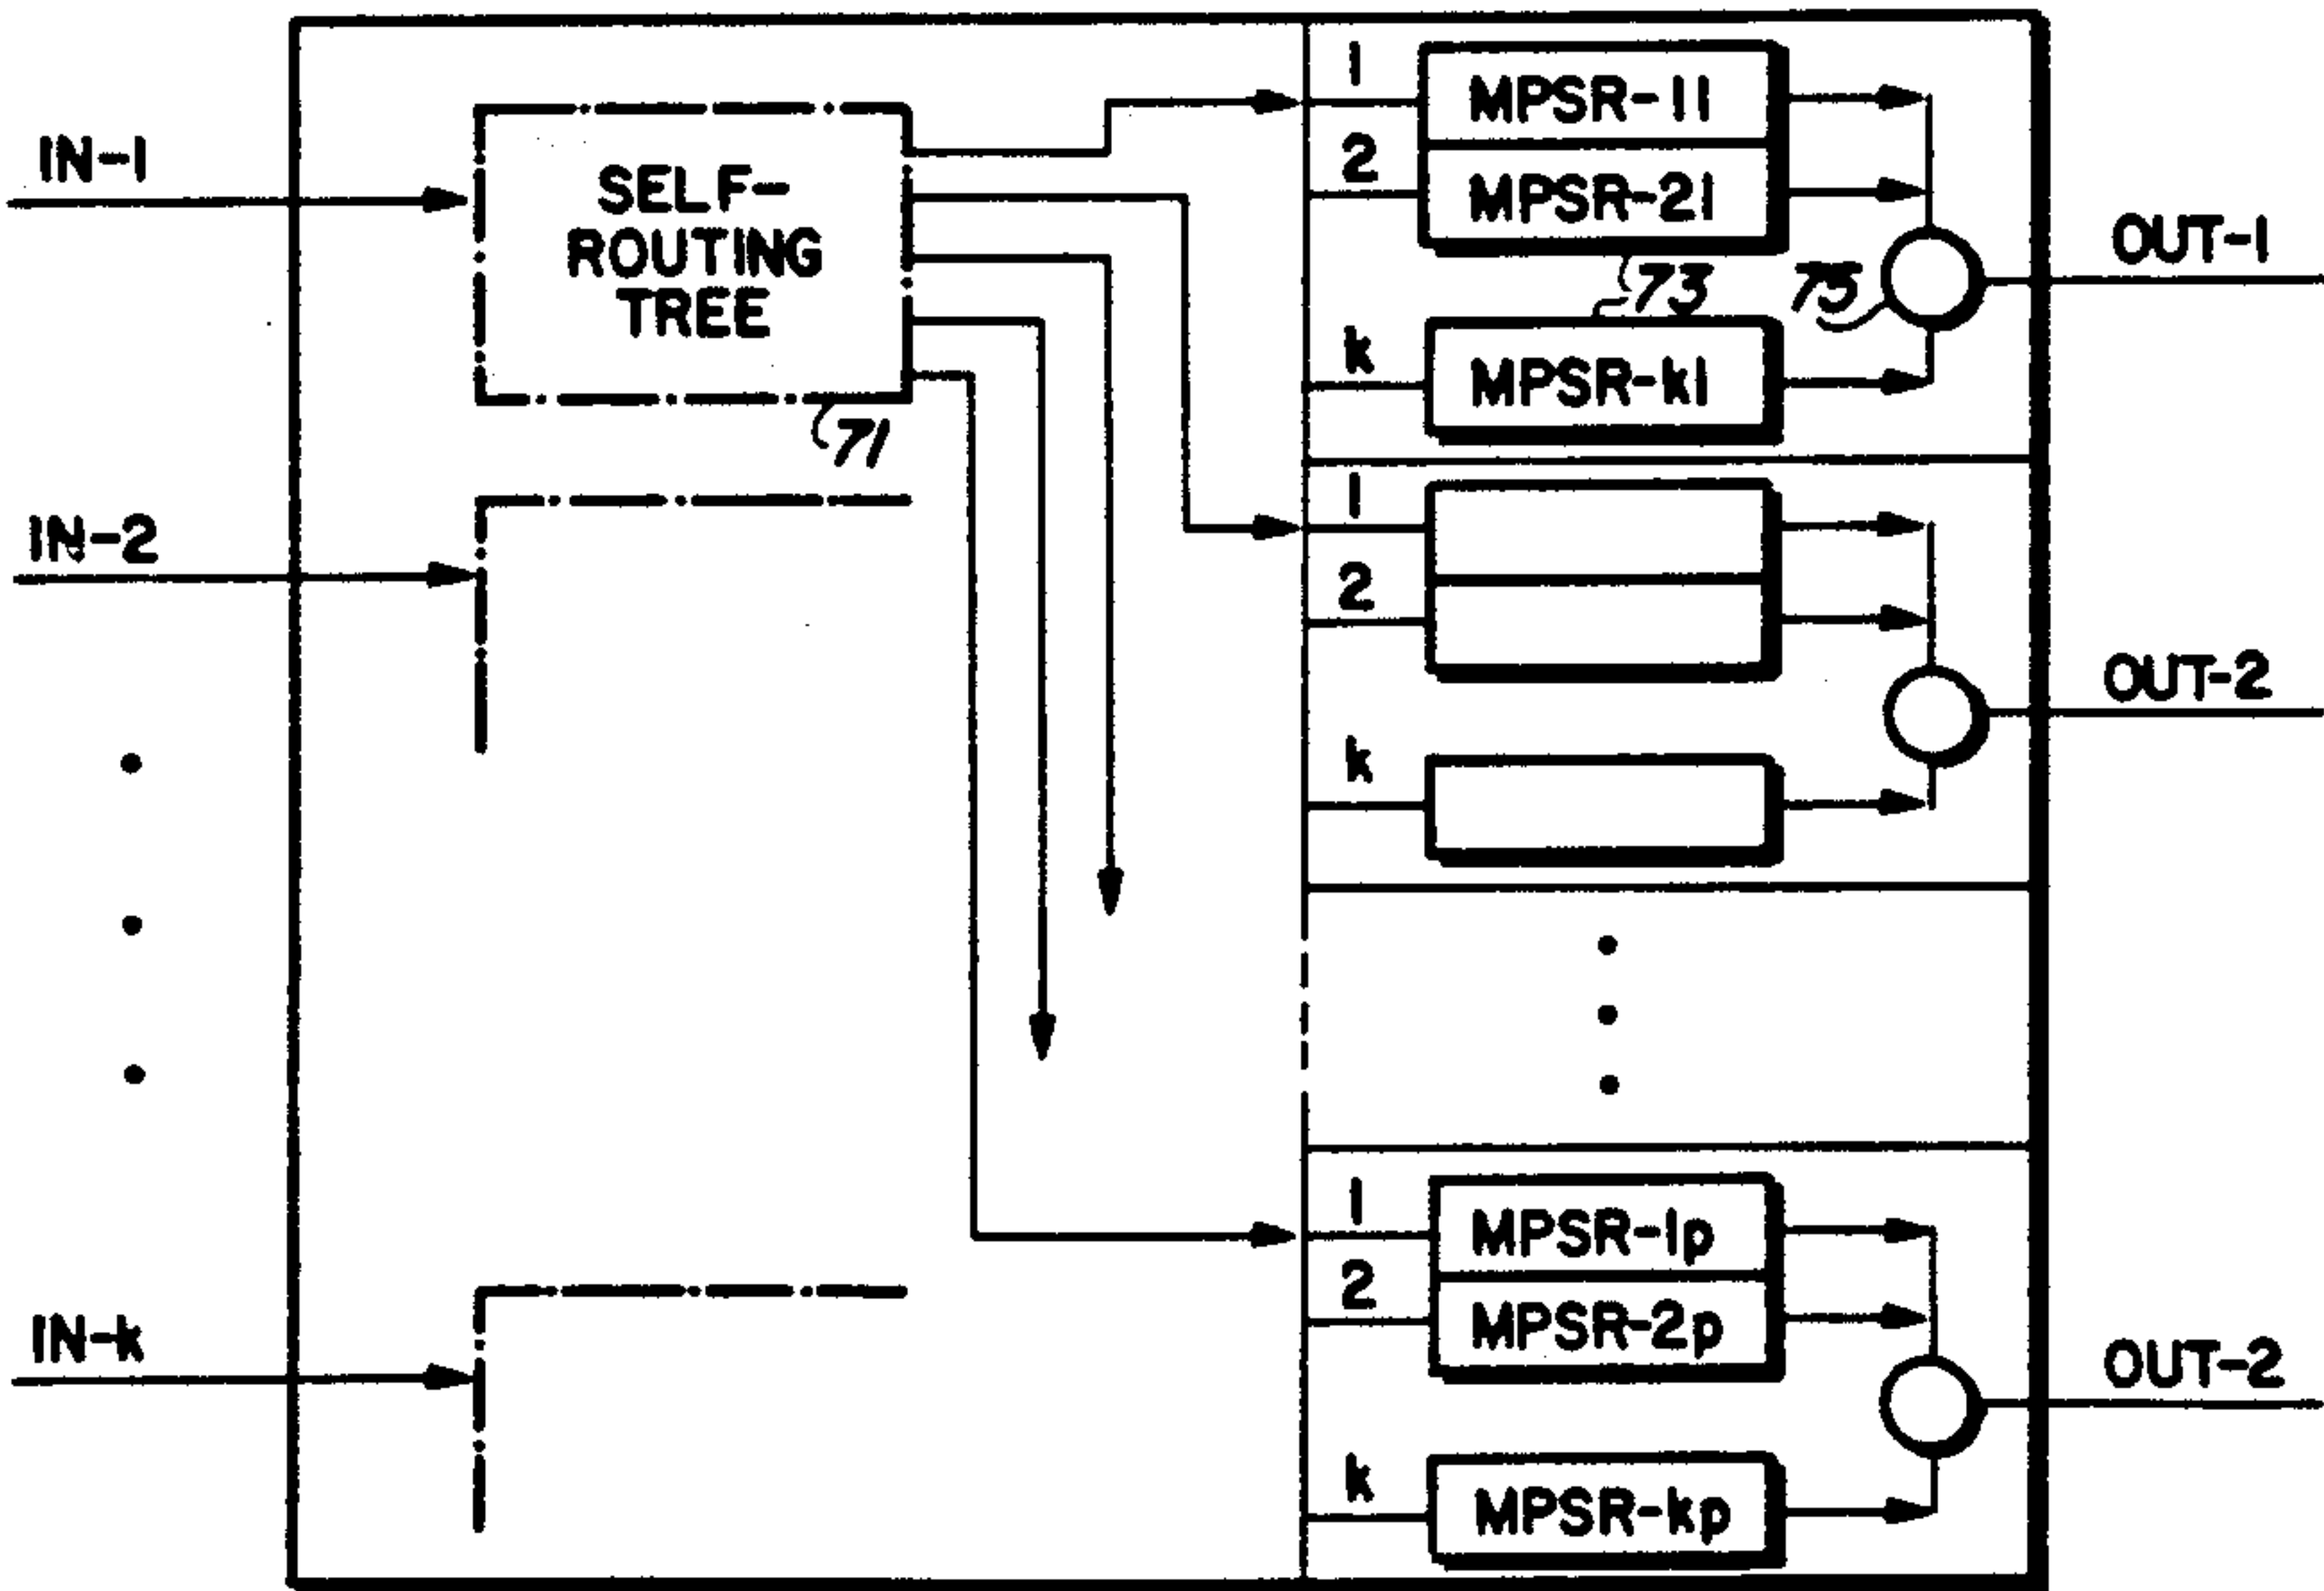 IN-1
SELF-
ROUTING
TREE
71
1
MPSR-11
2
MPSR-21
73
75
k
MPSR-k1
OUT-1
IN-2
1
2
k
OUT-2
IN-k
1
MPSR-1p
2
MPSR-2p
k
MPSR-kp
OUT-2